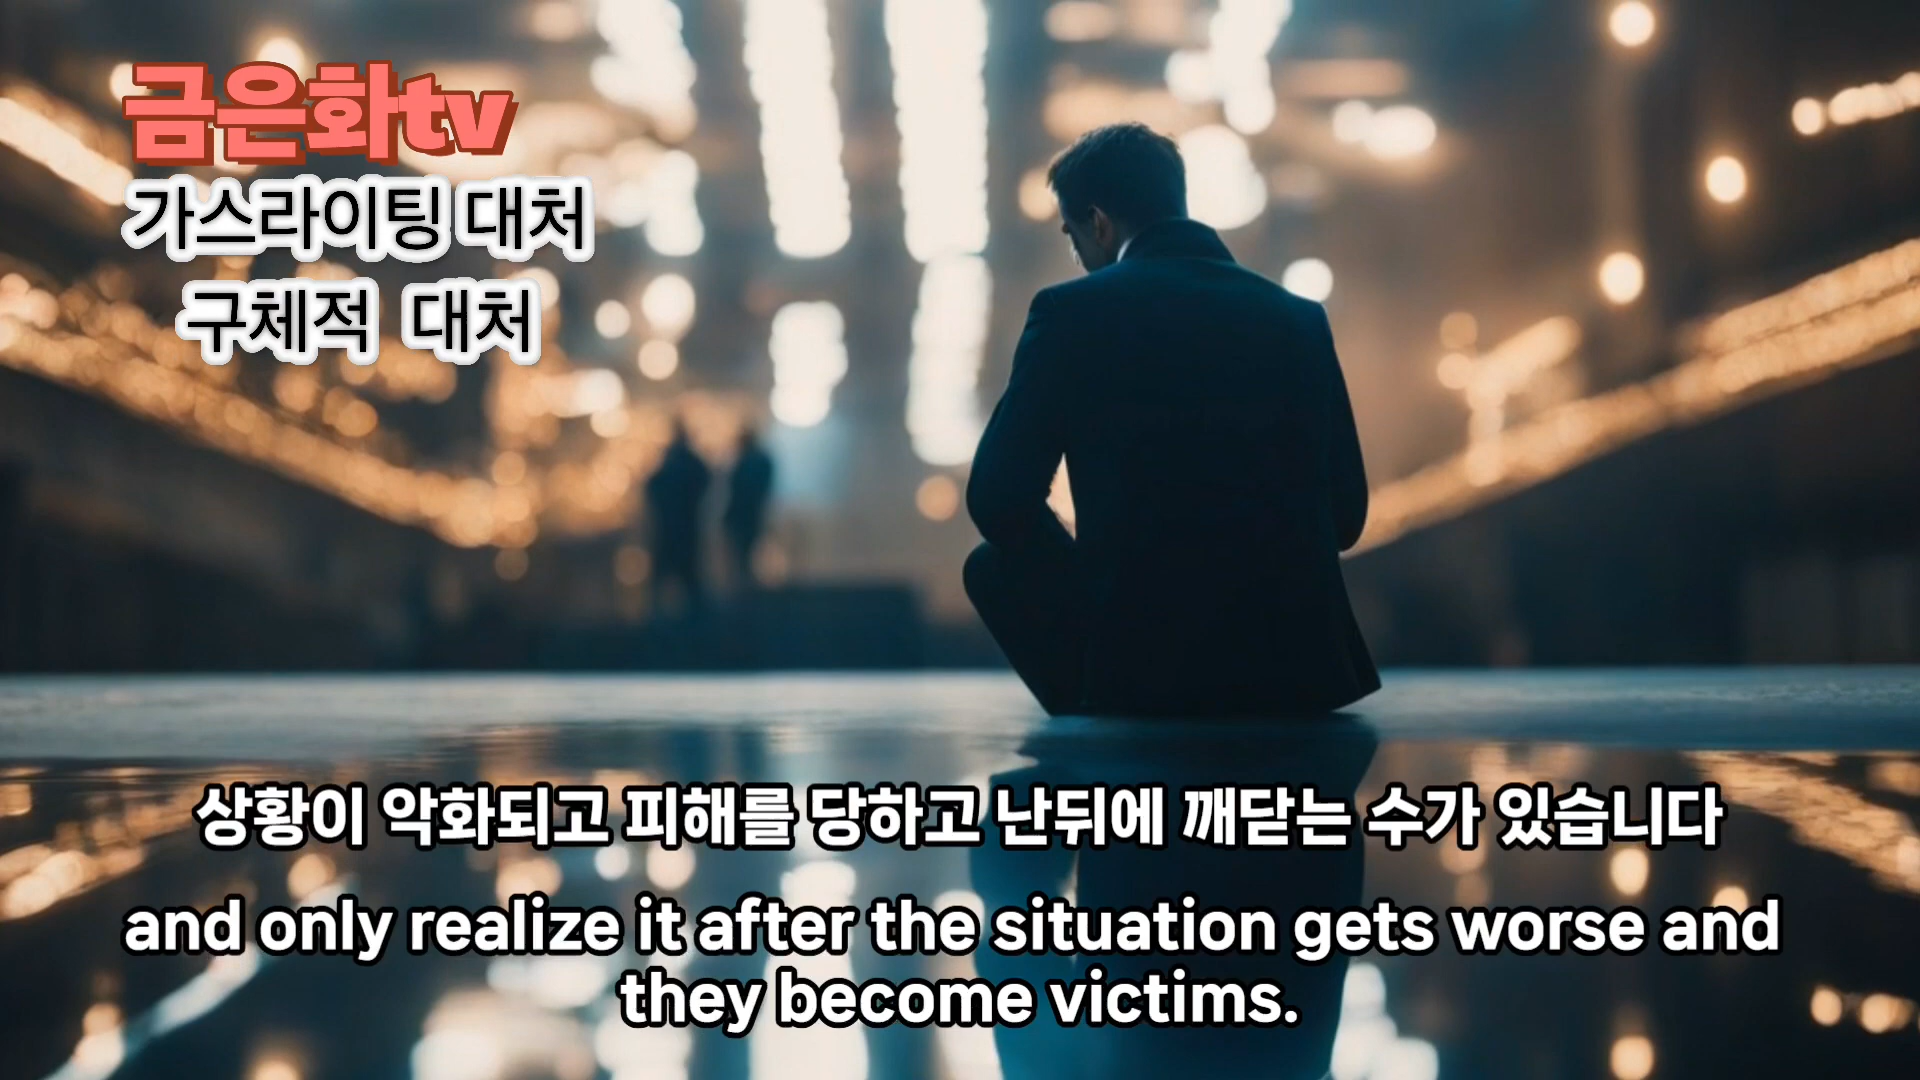 금은화tv
가스라이팅 대처
구체적 대처
상황이 악화되고 피해를 당하고 난뒤에 깨닫는 수가 있습니다
and only realize it after the situation gets worse and
they become victims.